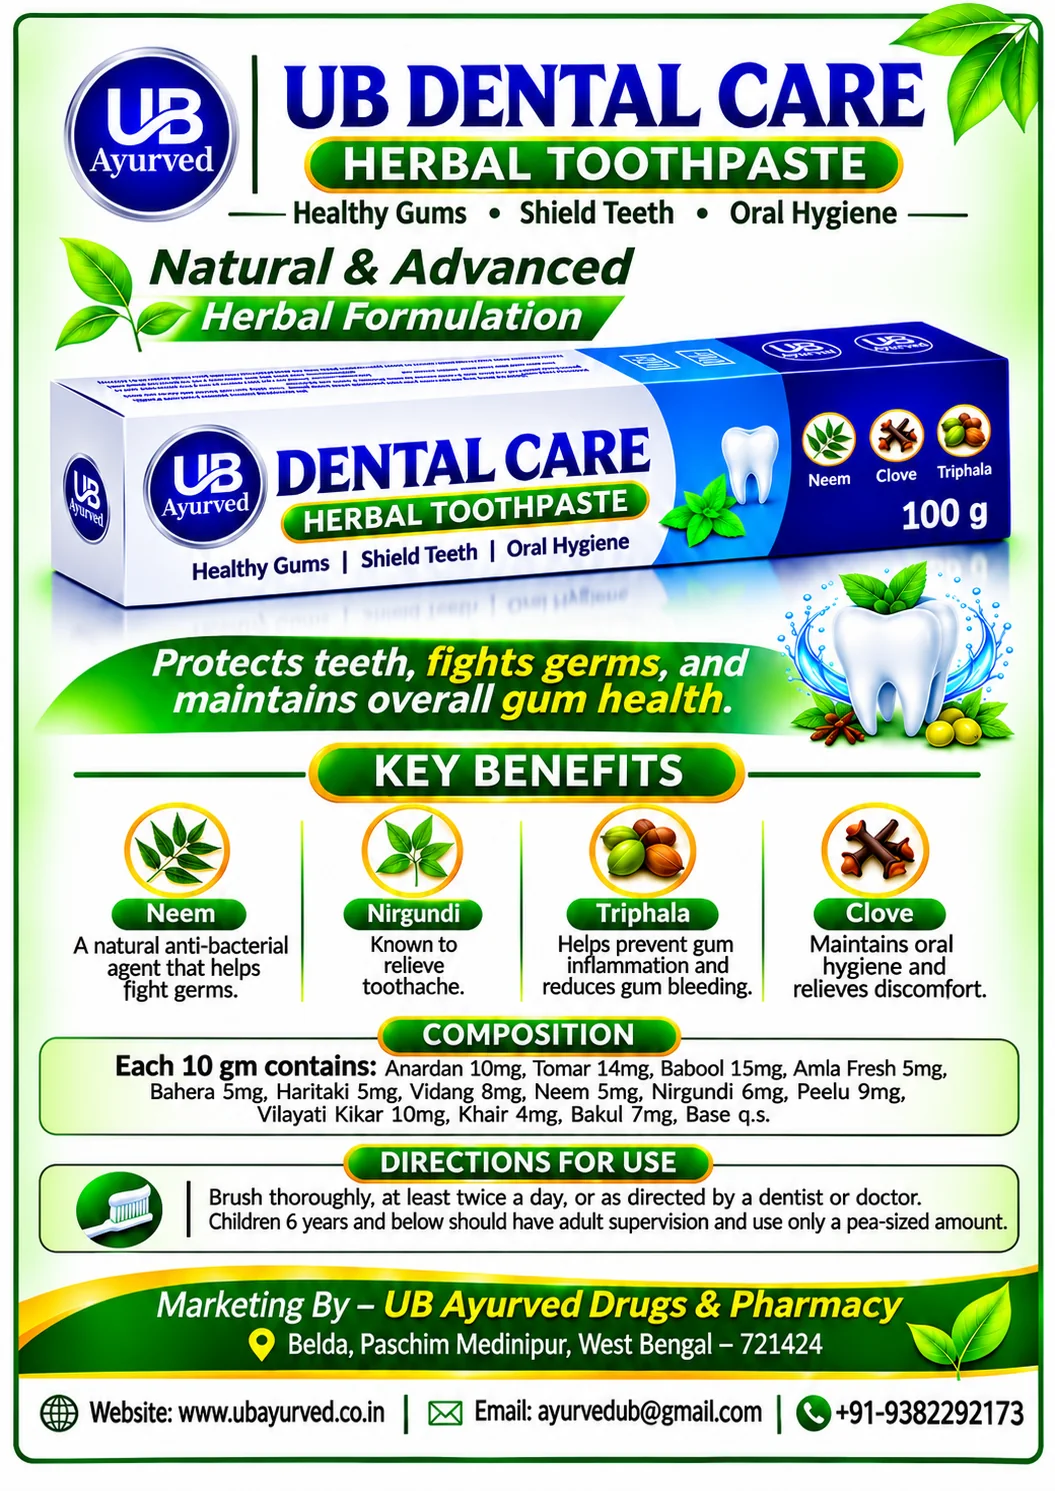 UB
Ayurved
UB DENTAL CARE
HERBAL TOOTHPASTE
Healthy Gums • Shield Teeth • Oral Hygiene
Natural & Advanced
Herbal Formulation
UB
Ayurved
UB
Ayurved
DENTAL CARE
HERBAL TOOTHPASTE
Healthy Gums | Shield Teeth | Oral Hygiene
Neem
Clove
Triphala
100 g
Protects teeth, fights germs, and
maintains overall gum health.
KEY BENEFITS
Neem
A natural anti-bacterial
agent that helps
fight germs.
Nirgundi
Known to
relieve
toothache.
Triphala
Helps prevent gum
inflammation and
reduces gum bleeding.
Clove
Maintains oral
hygiene and
relieves discomfort.
COMPOSITION
Each 10 gm contains: Anardan 10mg, Tomar 14mg, Babool 15mg, Amla Fresh 5mg,
Bahera 5mg, Haritaki 5mg, Vidang 8mg, Neem 5mg, Nirgundi 6mg, Peelu 9mg,
Vilayati Kikar 10mg, Khair 4mg, Bakul 7mg, Base q.s.
DIRECTIONS FOR USE
Brush thoroughly, at least twice a day, or as directed by a dentist or doctor.
Children 6 years and below should have adult supervision and use only a pea-sized amount.
Marketing By – UB Ayurved Drugs & Pharmacy
Belda, Paschim Medinipur, West Bengal – 721424
Website: www.ubayurved.co.in | Email: ayurvedub@gmail.com | +91-9382292173